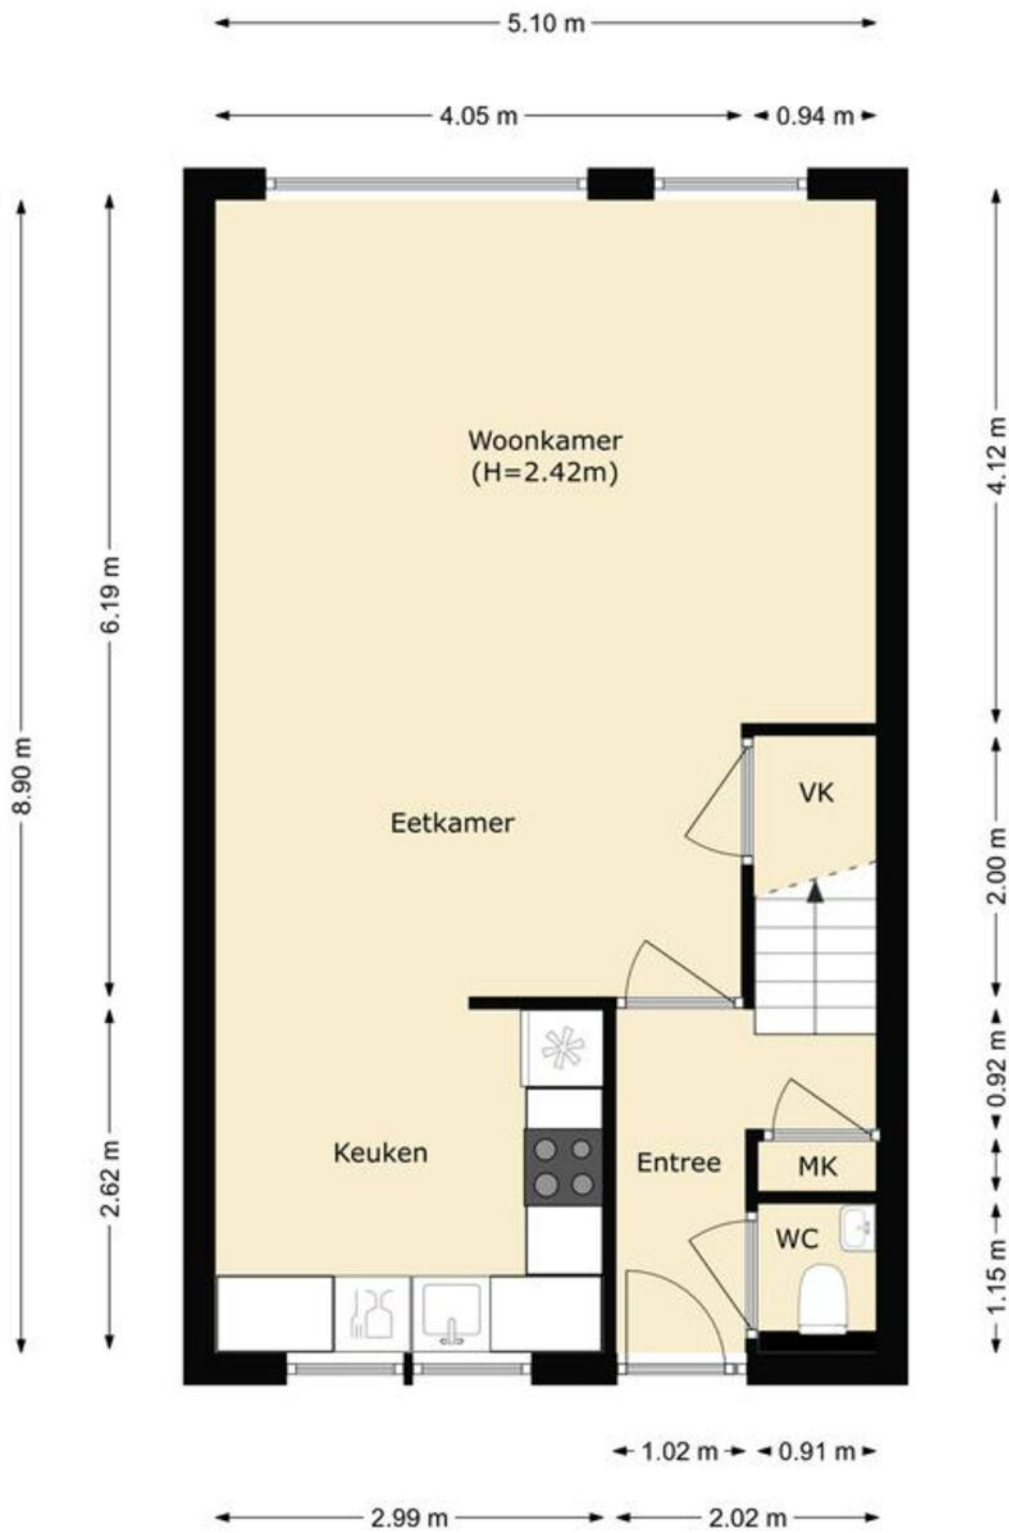 5.10 m
4.05 m
0.94 m
Woonkamer
(H=2.42m)
4.12 m
6.19 m
8.90 m
Eetkamer
VK
2.00 m
0.92 m
Keuken
Entree
MK
2.62 m
WC
1.15 m
1.02 m
0.91 m
2.99 m
2.02 m